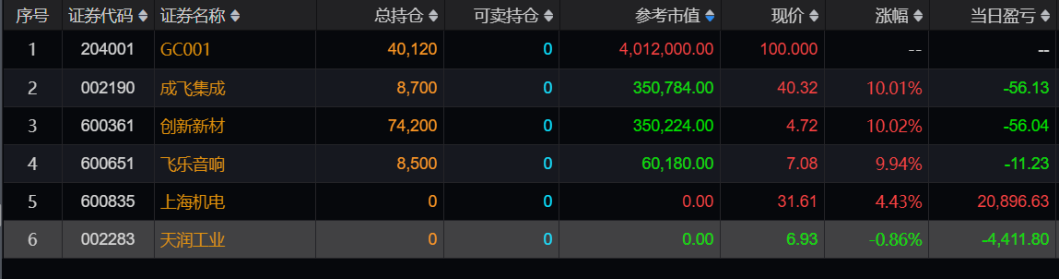 序号 证券代码 证券名称 总持仓 可卖持仓 参考市值 现价 涨幅 当日盈亏
1 204001 GC001 40,120 0 4,012,000.00 100.000 -- --
2 002190 成飞集成 8,700 0 350,784.00 40.32 10.01% -56.13
3 600361 创新新材 74,200 0 350,224.00 4.72 10.02% -56.04
4 600651 飞乐音响 8,500 0 60,180.00 7.08 9.94% -11.23
5 600835 上海机电 0 0 0.00 31.61 4.43% 20,896.63
6 002283 天润工业 0 0 0.00 6.93 -0.86% -4,411.80